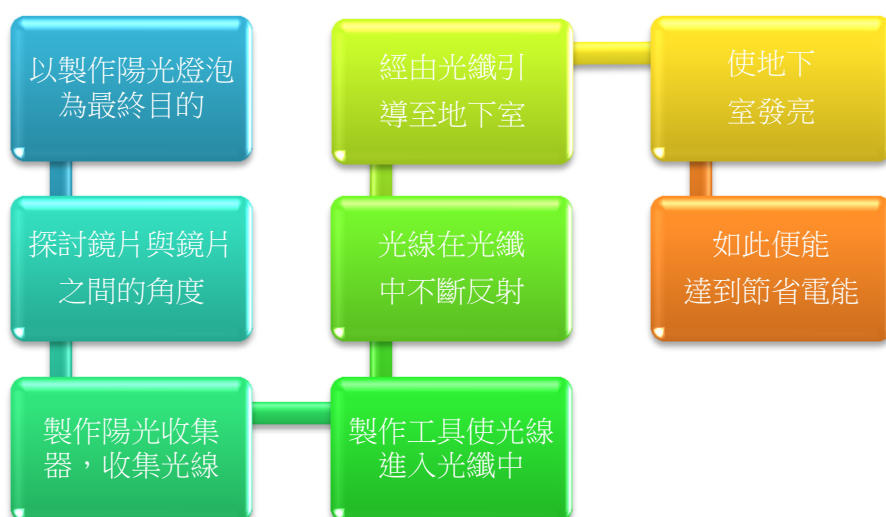 以製作陽光燈泡
為最終目的
探討鏡片與鏡片
之間的角度
製作陽光收集
器，收集光線
製作工具使光線
進入光纖中
光線在光纖
中不斷反射
經由光纖引
導至地下室
使地下
室發亮
如此便能
達到節省電能